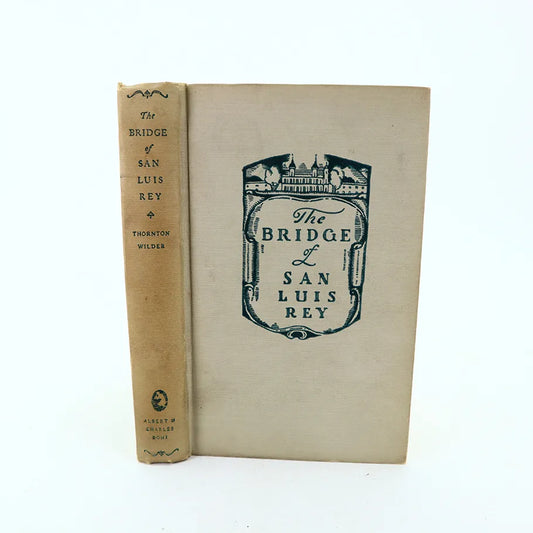 The
BRIDGE
of
SAN
LUIS
REY
THORNTON
WILDER
ALBERT &
CHARLES
BONI
The
BRIDGE
of
SAN
LUIS
REY